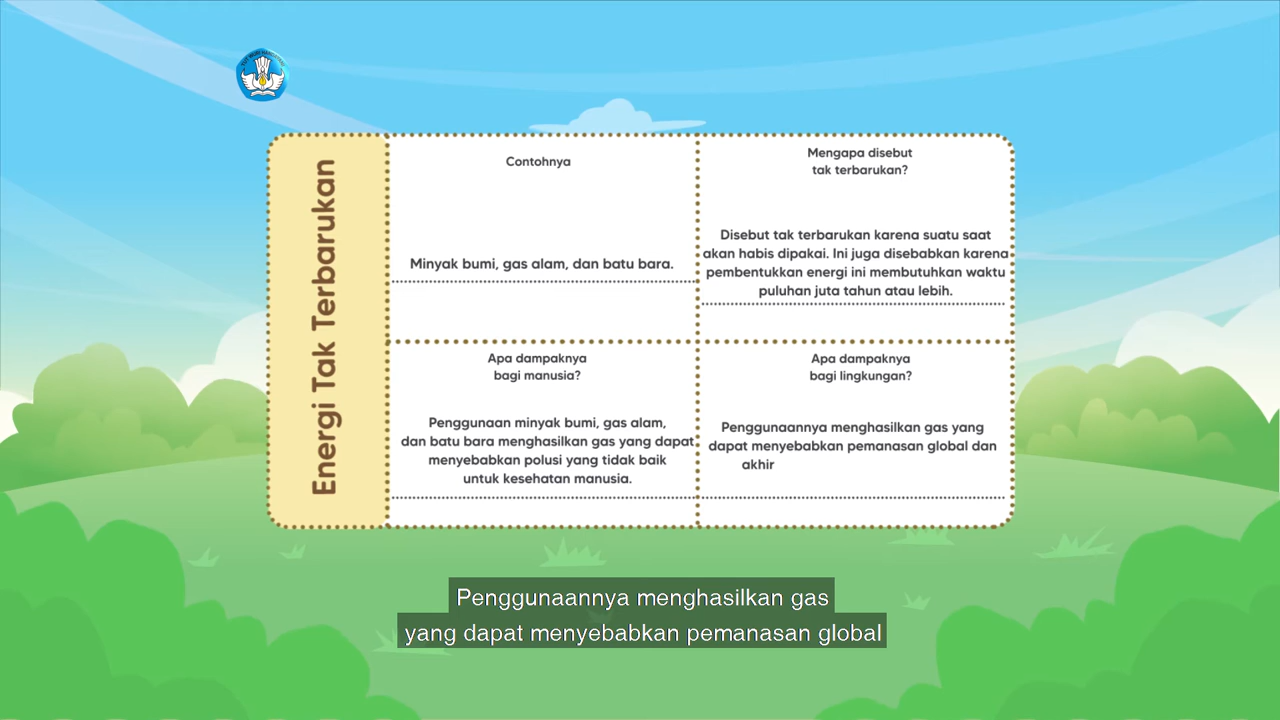 Energi Tak Terbarukan
Contohnya
Minyak bumi, gas alam, dan batu bara.
Mengapa disebut
tak terbarukan?
Disebut tak terbarukan karena suatu saat
akan habis dipakai. Ini juga disebabkan karena
pembentukkan energi ini membutuhkan waktu
puluhan juta tahun atau lebih.
Apa dampaknya
bagi manusia?
Penggunaan minyak bumi, gas alam,
dan batu bara menghasilkan gas yang dapat
menyebabkan polusi yang tidak baik
untuk kesehatan manusia.
Apa dampaknya
bagi lingkungan?
Penggunaannya menghasilkan gas yang
dapat menyebabkan pemanasan global dan
akhir
Penggunaannya menghasilkan gas
yang dapat menyebabkan pemanasan global